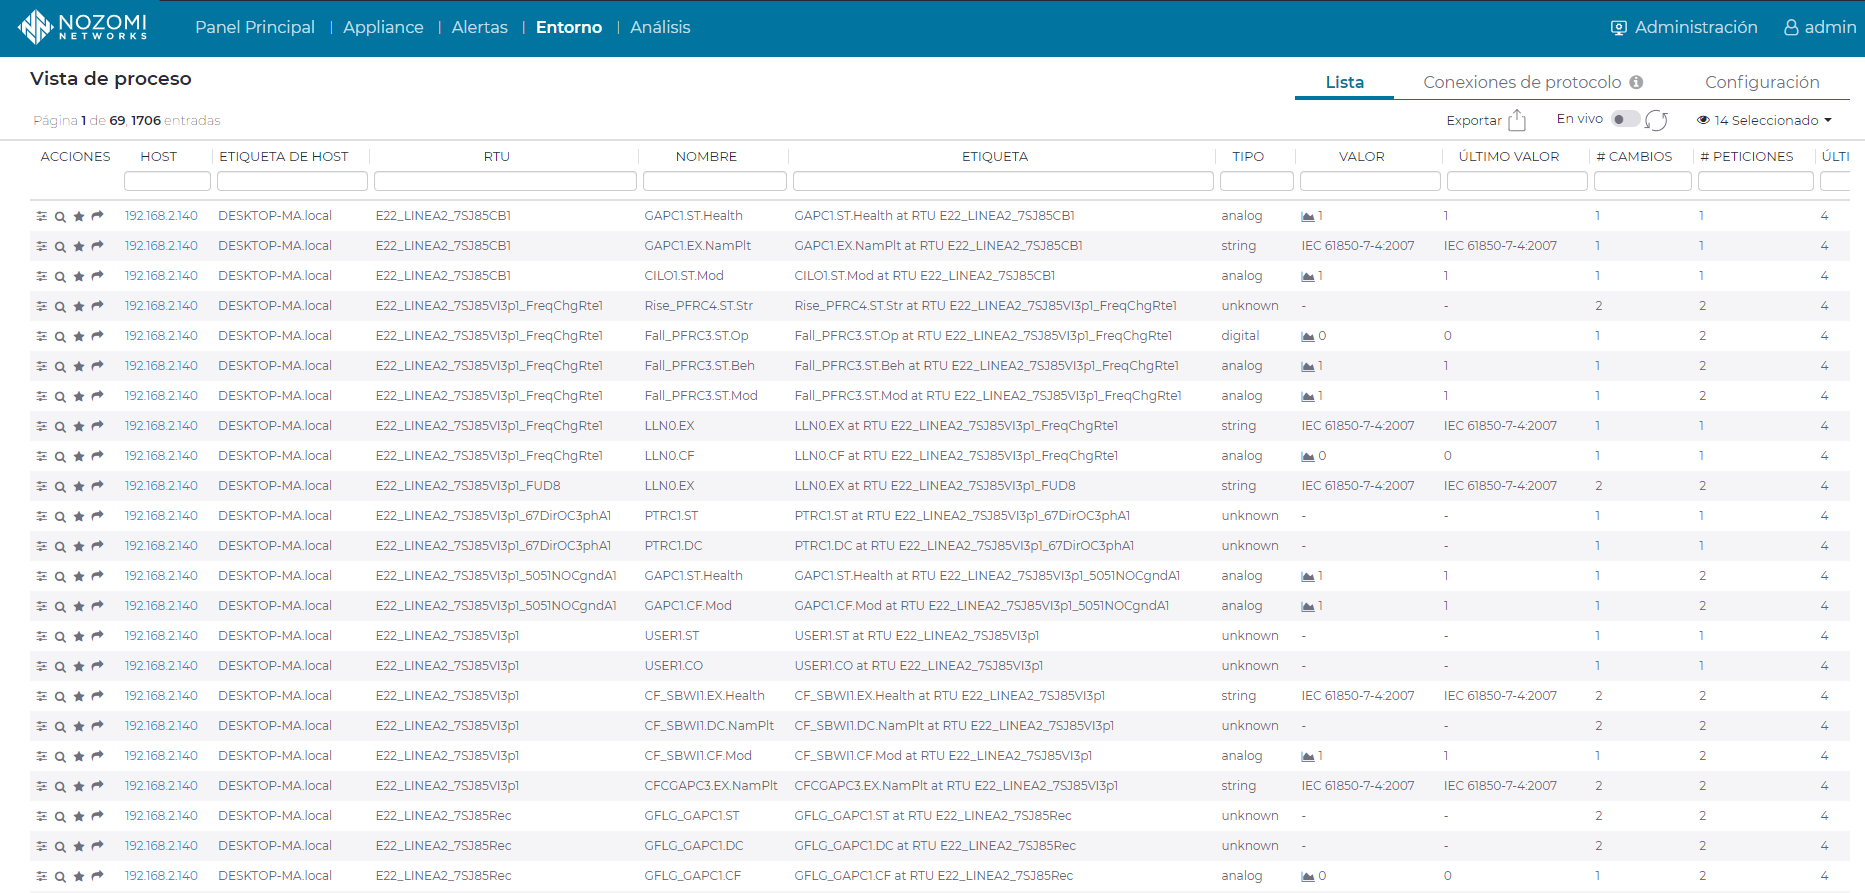 NOZOMI NETWORKS Panel Principal | Appliance | Alertas | Entorno | Análisis Administración admin
Vista de proceso Lista Conexiones de protocolo Configuración
Página 1 de 69, 1706 entradas Exportar En vivo 14 Seleccionado
ACCIONES HOST ETIQUETA DE HOST RTU NOMBRE ETIQUETA TIPO VALOR ÚLTIMO VALOR # CAMBIOS # PETICIONES ÚLTI
192.168.2.140 DESKTOP-MA.local E22_LINEA2_7SJ85CB1 GAPC1.ST.Health GAPC1.ST.Health at RTU E22_LINEA2_7SJ85CB1 analog 1 1 1 1 4
192.168.2.140 DESKTOP-MA.local E22_LINEA2_7SJ85CB1 GAPC1.EX.NamPlt GAPC1.EX.NamPlt at RTU E22_LINEA2_7SJ85CB1 string IEC 61850-7-4:2007 IEC 61850-7-4:2007 1 1 4
192.168.2.140 DESKTOP-MA.local E22_LINEA2_7SJ85CB1 CILO1.ST.Mod CILO1.ST.Mod at RTU E22_LINEA2_7SJ85CB1 analog 1 1 1 1 4
192.168.2.140 DESKTOP-MA.local E22_LINEA2_7SJ85VI3p1_FreqChgRte1 Rise_PFRC4.ST.Str Rise_PFRC4.ST.Str at RTU E22_LINEA2_7SJ85VI3p1_FreqChgRte1 unknown - - 2 2 4
192.168.2.140 DESKTOP-MA.local E22_LINEA2_7SJ85VI3p1_FreqChgRte1 Fall_PFRC3.ST.Op Fall_PFRC3.ST.Op at RTU E22_LINEA2_7SJ85VI3p1_FreqChgRte1 digital 0 0 1 2 4
192.168.2.140 DESKTOP-MA.local E22_LINEA2_7SJ85VI3p1_FreqChgRte1 Fall_PFRC3.ST.Beh Fall_PFRC3.ST.Beh at RTU E22_LINEA2_7SJ85VI3p1_FreqChgRte1 analog 1 1 1 2 4
192.168.2.140 DESKTOP-MA.local E22_LINEA2_7SJ85VI3p1_FreqChgRte1 Fall_PFRC3.ST.Mod Fall_PFRC3.ST.Mod at RTU E22_LINEA2_7SJ85VI3p1_FreqChgRte1 analog 1 1 1 2 4
192.168.2.140 DESKTOP-MA.local E22_LINEA2_7SJ85VI3p1_FreqChgRte1 LLN0.EX LLN0.EX at RTU E22_LINEA2_7SJ85VI3p1_FreqChgRte1 string IEC 61850-7-4:2007 IEC 61850-7-4:2007 1 1 4
192.168.2.140 DESKTOP-MA.local E22_LINEA2_7SJ85VI3p1_FreqChgRte1 LLN0.CF LLN0.CF at RTU E22_LINEA2_7SJ85VI3p1_FreqChgRte1 analog 0 0 1 1 4
192.168.2.140 DESKTOP-MA.local E22_LINEA2_7SJ85VI3p1_FUD8 LLN0.EX LLN0.EX at RTU E22_LINEA2_7SJ85VI3p1_FUD8 string IEC 61850-7-4:2007 IEC 61850-7-4:2007 2 2 4
192.168.2.140 DESKTOP-MA.local E22_LINEA2_7SJ85VI3p1_67DirOC3phA1 PTRC1.ST PTRC1.ST at RTU E22_LINEA2_7SJ85VI3p1_67DirOC3phA1 unknown - - 1 1 4
192.168.2.140 DESKTOP-MA.local E22_LINEA2_7SJ85VI3p1_67DirOC3phA1 PTRC1.DC PTRC1.DC at RTU E22_LINEA2_7SJ85VI3p1_67DirOC3phA1 unknown - - 1 1 4
192.168.2.140 DESKTOP-MA.local E22_LINEA2_7SJ85VI3p1_5051NOCgndA1 GAPC1.ST.Health GAPC1.ST.Health at RTU E22_LINEA2_7SJ85VI3p1_5051NOCgndA1 analog 1 1 1 2 4
192.168.2.140 DESKTOP-MA.local E22_LINEA2_7SJ85VI3p1_5051NOCgndA1 GAPC1.CF.Mod GAPC1.CF.Mod at RTU E22_LINEA2_7SJ85VI3p1_5051NOCgndA1 analog 1 1 1 2 4
192.168.2.140 DESKTOP-MA.local E22_LINEA2_7SJ85VI3p1 USER1.ST USER1.ST at RTU E22_LINEA2_7SJ85VI3p1 unknown - - 1 1 4
192.168.2.140 DESKTOP-MA.local E22_LINEA2_7SJ85VI3p1 USER1.CO USER1.CO at RTU E22_LINEA2_7SJ85VI3p1 unknown - - 1 1 4
192.168.2.140 DESKTOP-MA.local E22_LINEA2_7SJ85VI3p1 CF_SBWI1.EX.Health CF_SBWI1.EX.Health at RTU E22_LINEA2_7SJ85VI3p1 string IEC 61850-7-4:2007 IEC 61850-7-4:2007 2 2 4
192.168.2.140 DESKTOP-MA.local E22_LINEA2_7SJ85VI3p1 CF_SBWI1.DC.NamPlt CF_SBWI1.DC.NamPlt at RTU E22_LINEA2_7SJ85VI3p1 unknown - - 2 2 4
192.168.2.140 DESKTOP-MA.local E22_LINEA2_7SJ85VI3p1 CF_SBWI1.CF.Mod CF_SBWI1.CF.Mod at RTU E22_LINEA2_7SJ85VI3p1 analog 1 1 1 2 4
192.168.2.140 DESKTOP-MA.local E22_LINEA2_7SJ85VI3p1 CFCGAPC3.EX.NamPlt CFCGAPC3.EX.NamPlt at RTU E22_LINEA2_7SJ85VI3p1 string IEC 61850-7-4:2007 IEC 61850-7-4:2007 2 2 4
192.168.2.140 DESKTOP-MA.local E22_LINEA2_7SJ85Rec GFLG_GAPC1.ST GFLG_GAPC1.ST at RTU E22_LINEA2_7SJ85Rec unknown - - 2 2 4
192.168.2.140 DESKTOP-MA.local E22_LINEA2_7SJ85Rec GFLG_GAPC1.DC GFLG_GAPC1.DC at RTU E22_LINEA2_7SJ85Rec unknown - - 2 2 4
192.168.2.140 DESKTOP-MA.local E22_LINEA2_7SJ85Rec GFLG_GAPC1.CF GFLG_GAPC1.CF at RTU E22_LINEA2_7SJ85Rec analog 0 0 1 2 4